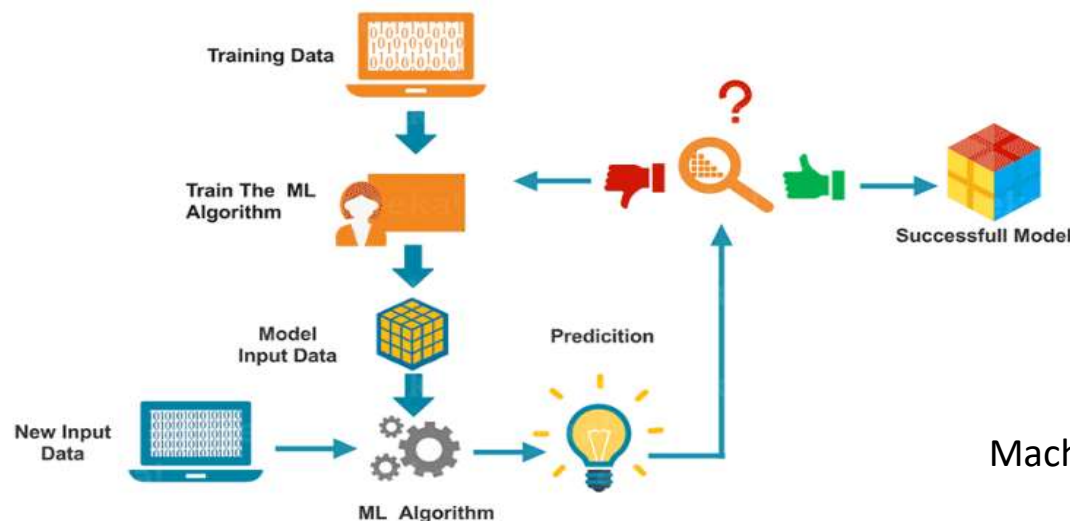 Training Data
?
Train The ML
Algorithm
Successfull Model
Model
Input Data
Predicition
New Input
Data
Mach
ML Algorithm